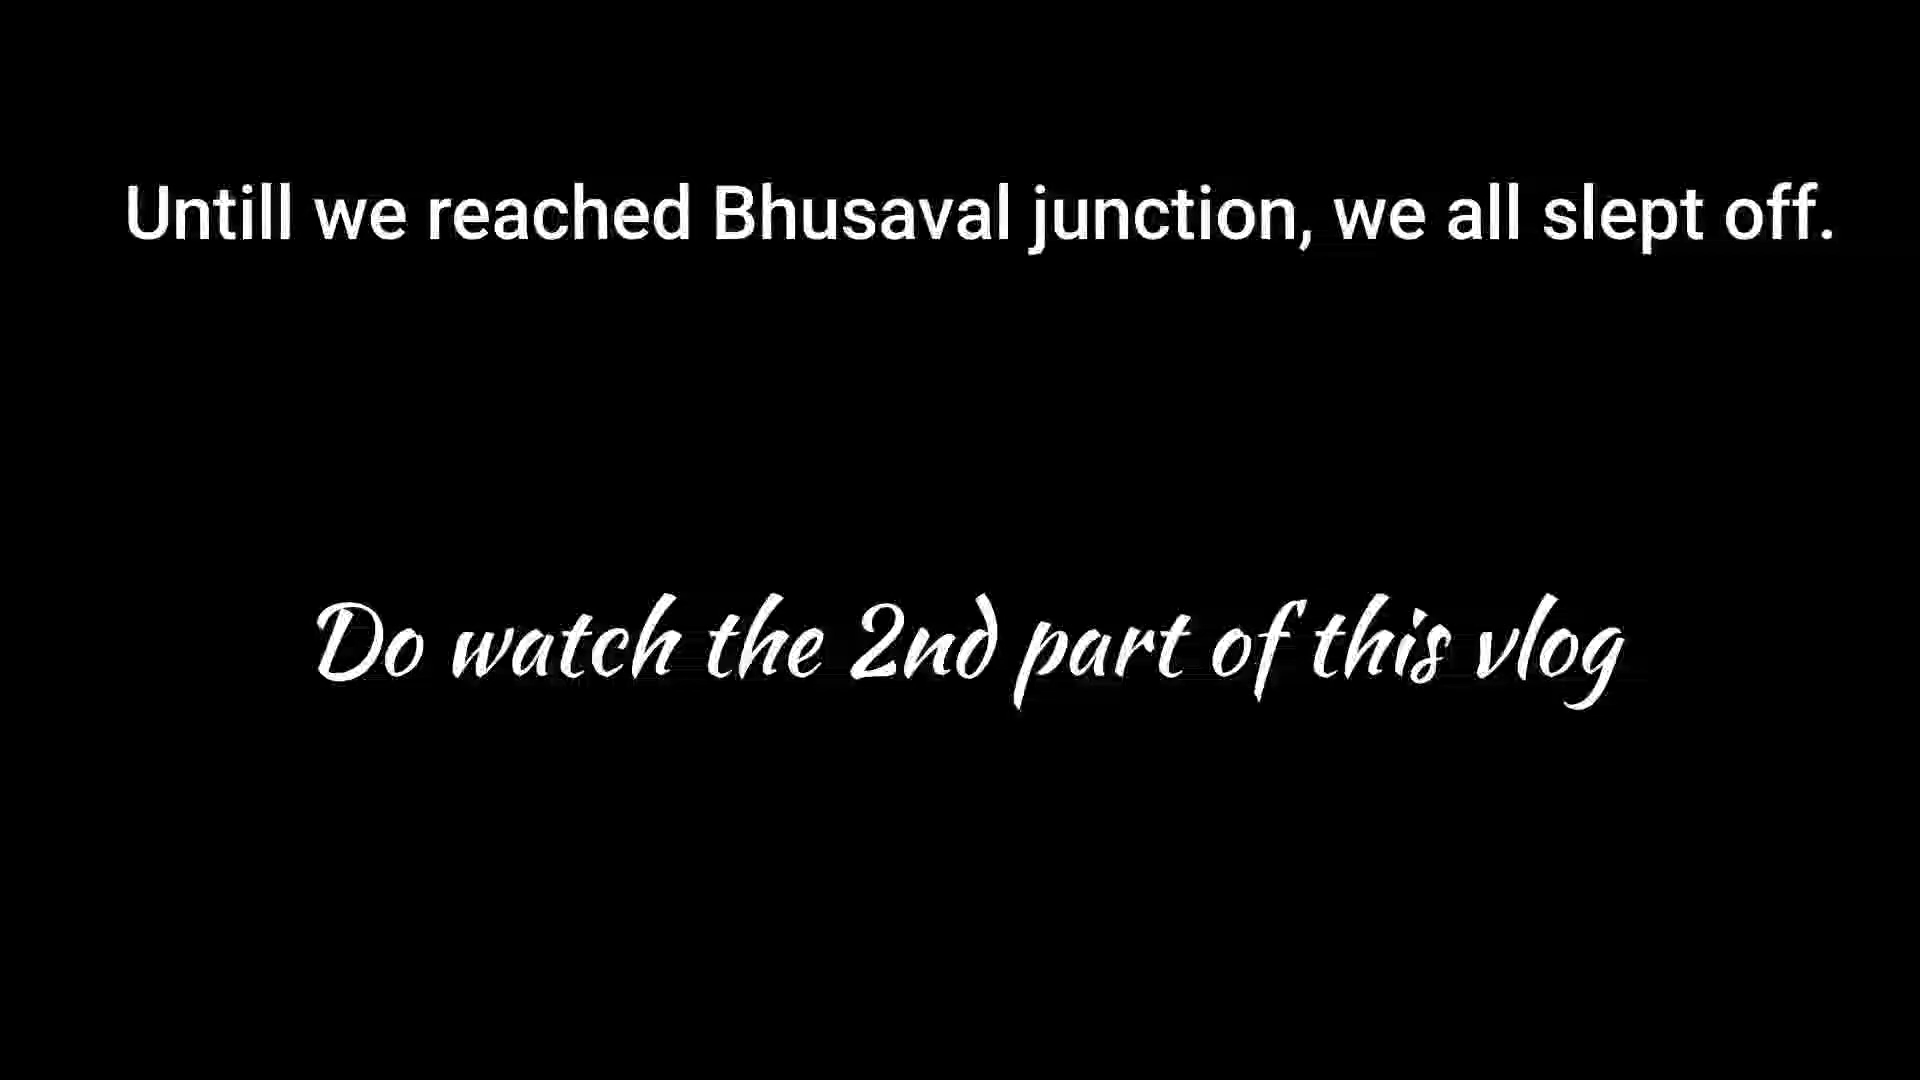 Untill we reached Bhusaval junction, we all slept off.
Do watch the 2nd part of this vlog